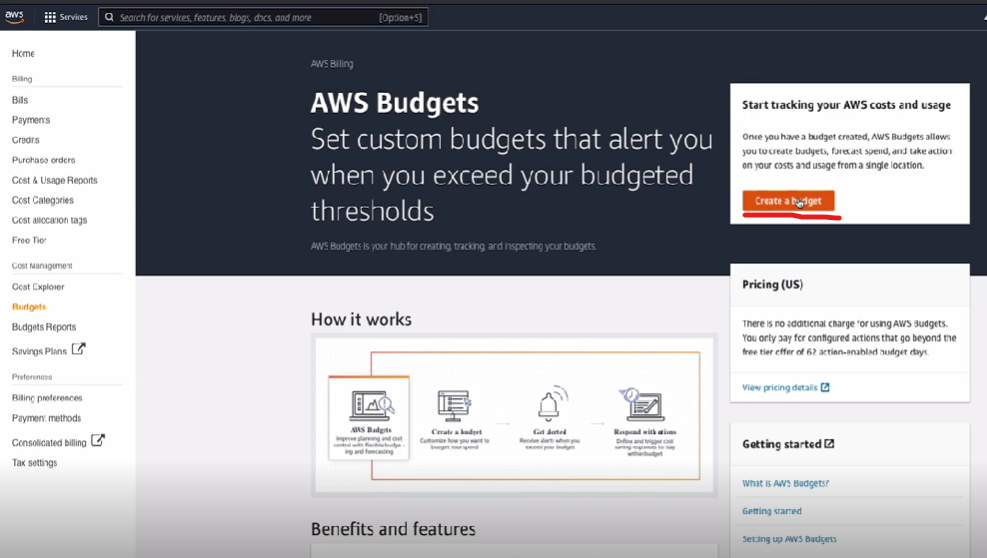 aws
Services
Search for services, features, blogs, docs, and more
[Option+S]
Home
Billing
Bills
Payments
Credits
Purchase orders
Cost & Usage Reports
Cost Categories
Cost allocation tags
Free Tier
Cost Management
Cost Explorer
Budgets
Budgets Reports
Savings Plans
Preferences
Billing preferences
Payment methods
Consolidated billing
Tax settings
AWS Billing
AWS Budgets
Set custom budgets that alert you
when you exceed your budgeted
thresholds
AWS Budgets is your hub for creating, tracking, and inspecting your budgets.
Start tracking your AWS costs and usage
Once you have a budget created, AWS Budgets allows
you to create budgets, forecast spend, and take action
on your costs and usage from a single location.
Create a budget
How it works
AWS Budgets
Improve planning and cost
control with flexible budge -
ing and forecasting
Create a budget
Customize how you want to
budget your spend
Get alerted
Receive alerts when you
exceed your budget
Respond with actions
Define and trigger cost
saving responses to stay
within budget
Pricing (US)
There is no additional charge for using AWS Budgets.
You only pay for configured actions that go beyond the
free tier offer of 62 action-enabled budget days.
View pricing details
Getting started
What is AWS Budgets?
Getting started
Setting up AWS Budgets
Benefits and features